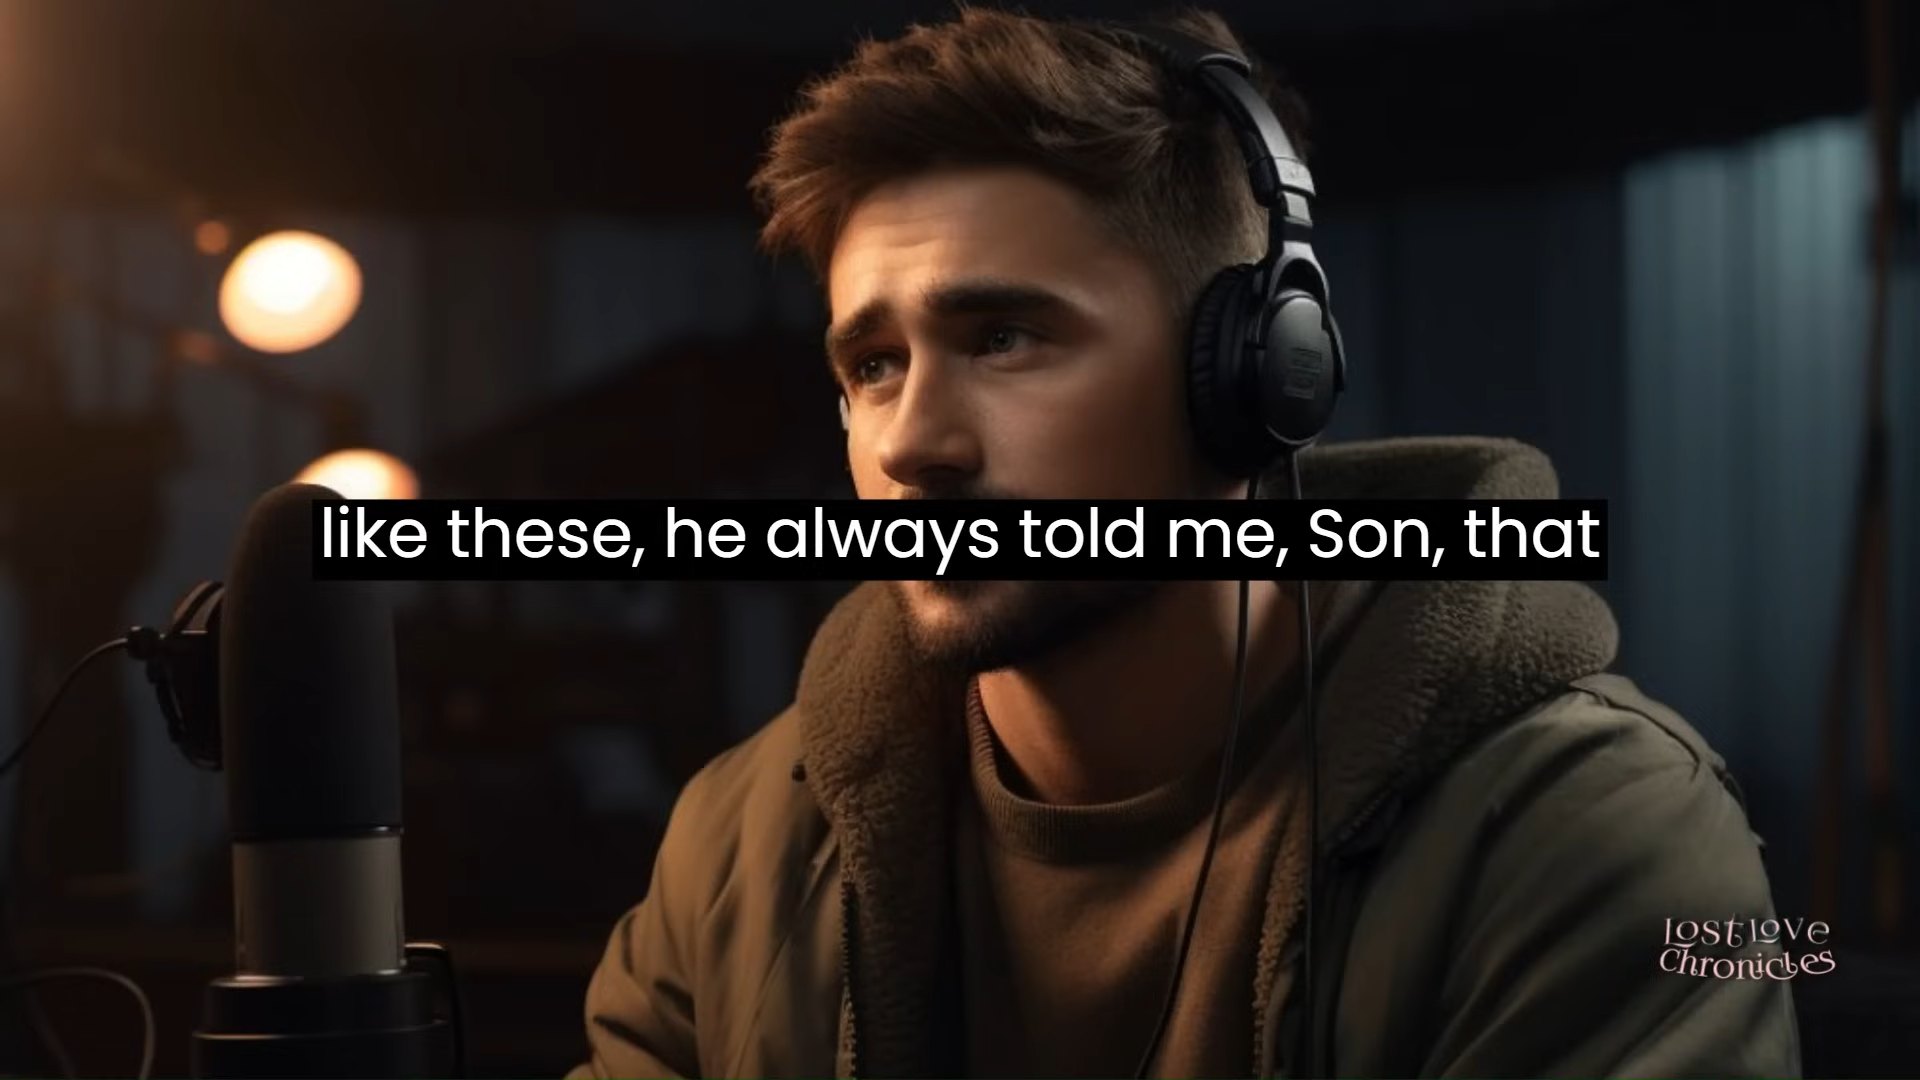 like these, he always told me, Son, that
Lost Love
Chronicles